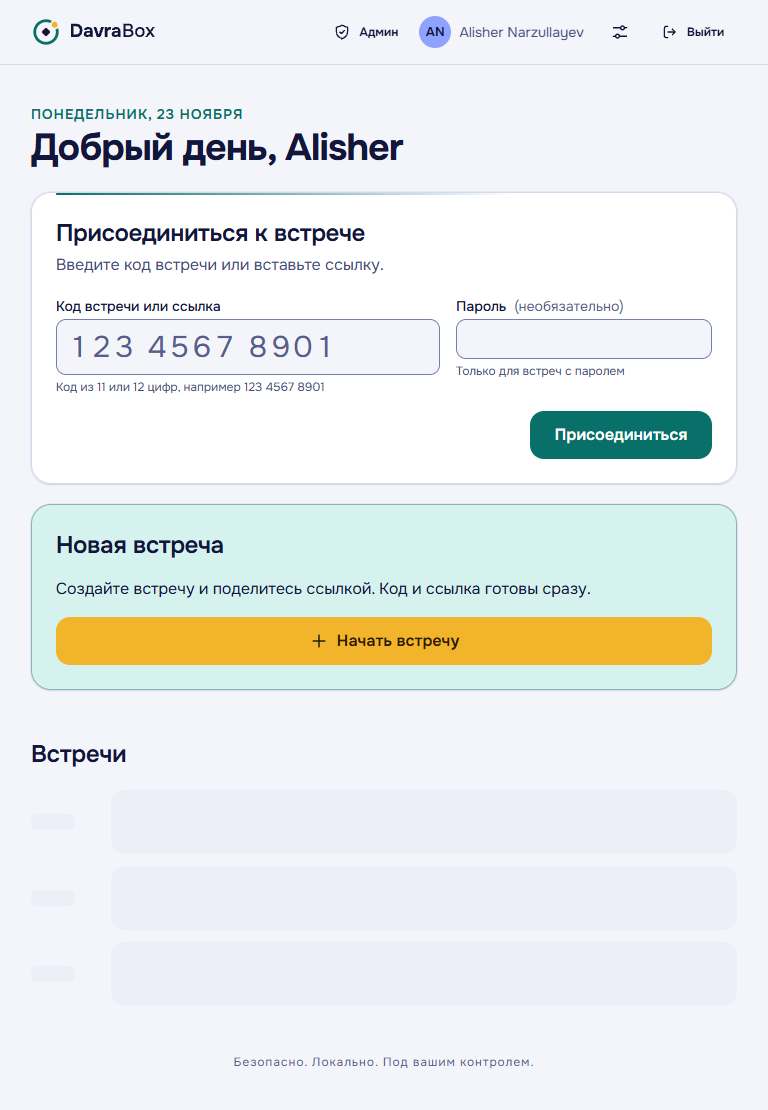 DavraBox
Админ
AN
Alisher Narzullayev
Выйти
ПОНЕДЕЛЬНИК, 23 НОЯБРЯ
Добрый день, Alisher
Присоединиться к встрече
Введите код встречи или вставьте ссылку.
Код встречи или ссылка
123 4567 8901
Код из 11 или 12 цифр, например 123 4567 8901
Пароль (необязательно)
Только для встреч с паролем
Присоединиться
Новая встреча
Создайте встречу и поделитесь ссылкой. Код и ссылка готовы сразу.
Начать встречу
Встречи
Безопасно. Локально. Под вашим контролем.